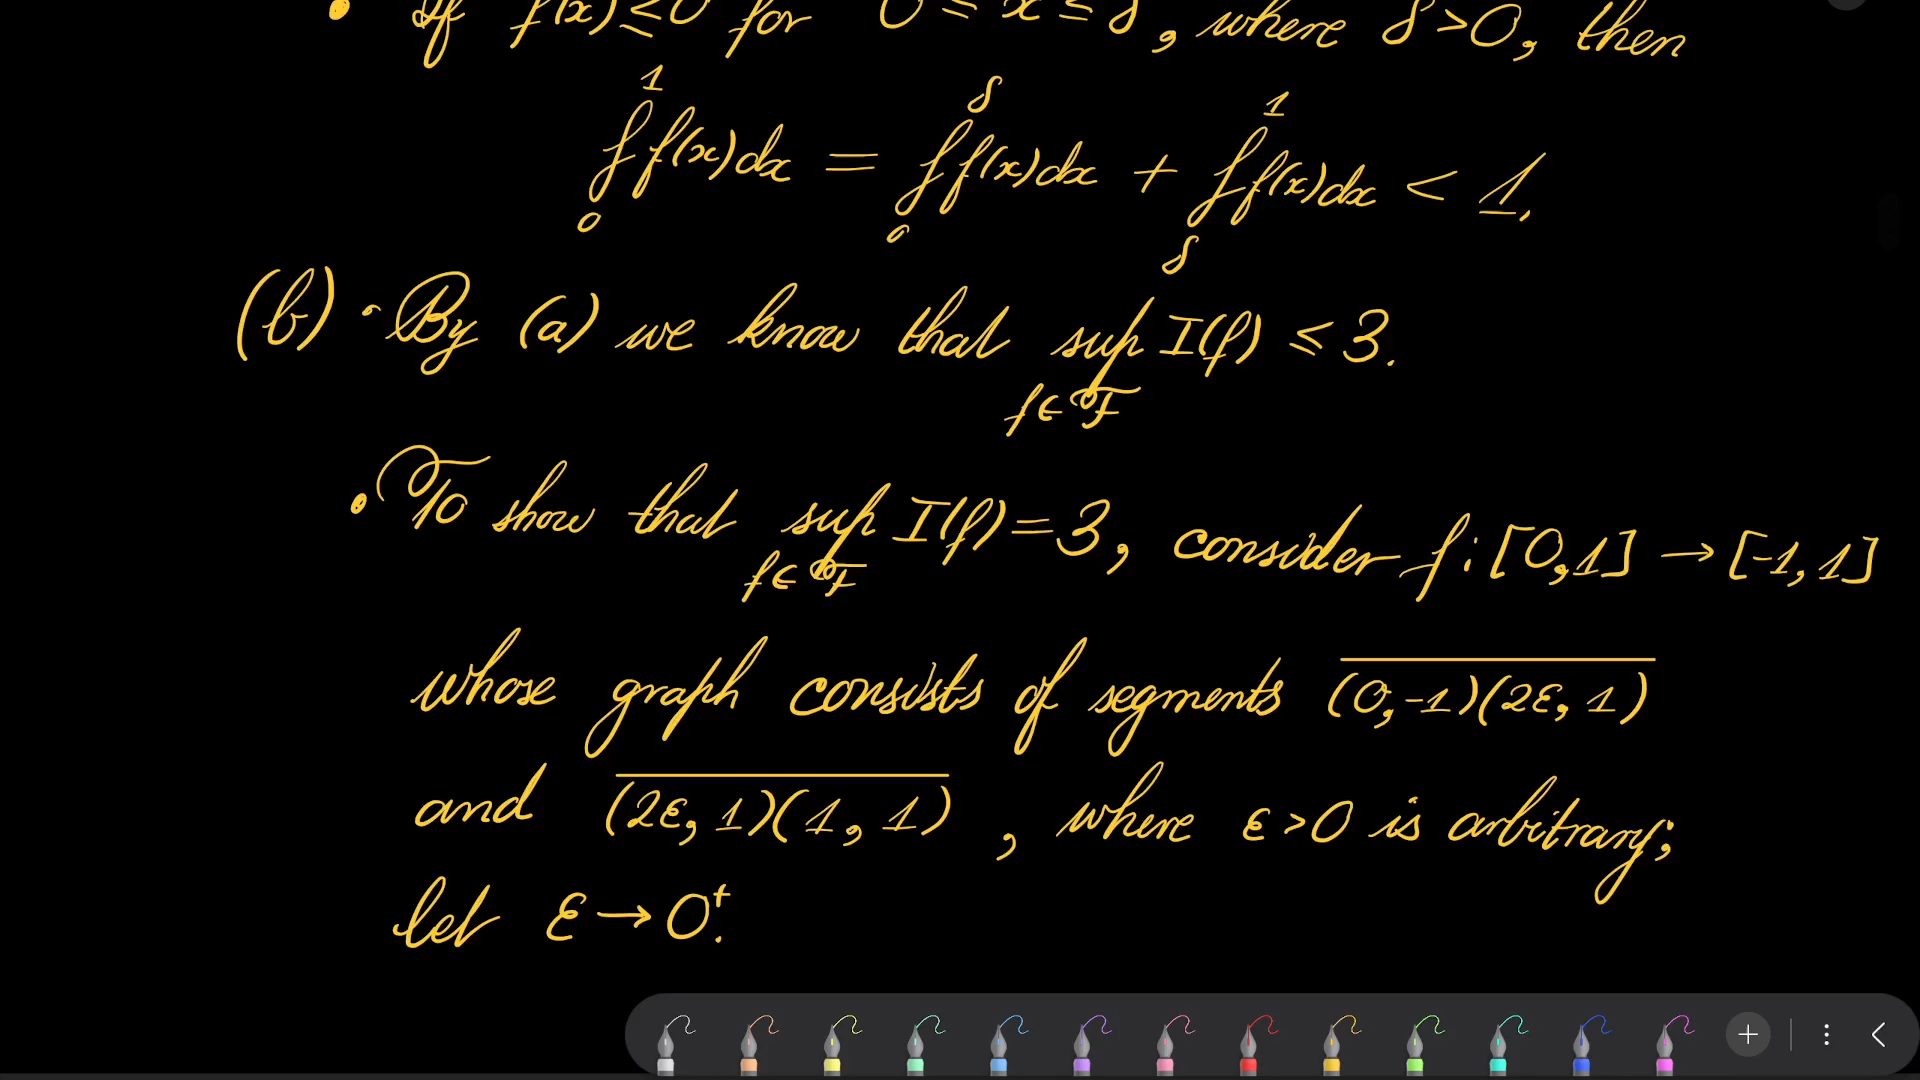 • If f(x) ≤ 0 for 0 ≤ x ≤ δ, where δ > 0, then
∫₀¹ f(x)dx = ∫₀^δ f(x)dx + ∫_δ¹ f(x)dx < 1.
(b) • By (a) we know that sup_{f∈ℱ} I(f) ≤ 3.
• To show that sup_{f∈ℱ} I(f) = 3, consider f: [0,1] → [-1,1]
whose graph consists of segments \overline{(0,-1)(2ε, 1)}
and \overline{(2ε, 1)(1, 1)}, where ε > 0 is arbitrary;
let ε → 0⁺.